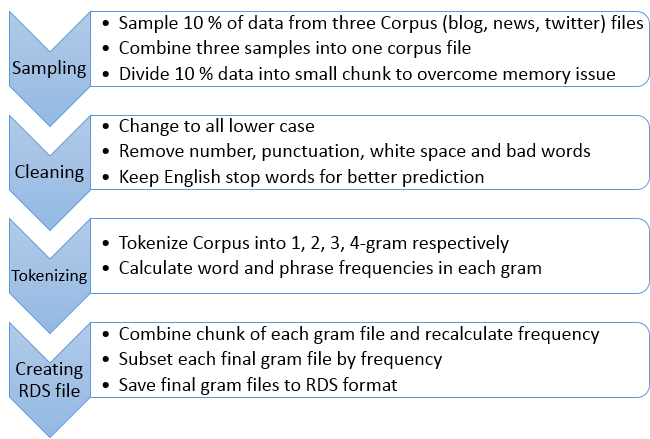 Sampling
• Sample 10 % of data from three Corpus (blog, news, twitter) files
• Combine three samples into one corpus file
• Divide 10 % data into small chunk to overcome memory issue
Cleaning
• Change to all lower case
• Remove number, punctuation, white space and bad words
• Keep English stop words for better prediction
Tokenizing
• Tokenize Corpus into 1, 2, 3, 4-gram respectively
• Calculate word and phrase frequencies in each gram
Creating
RDS file
• Combine chunk of each gram file and recalculate frequency
• Subset each final gram file by frequency
• Save final gram files to RDS format